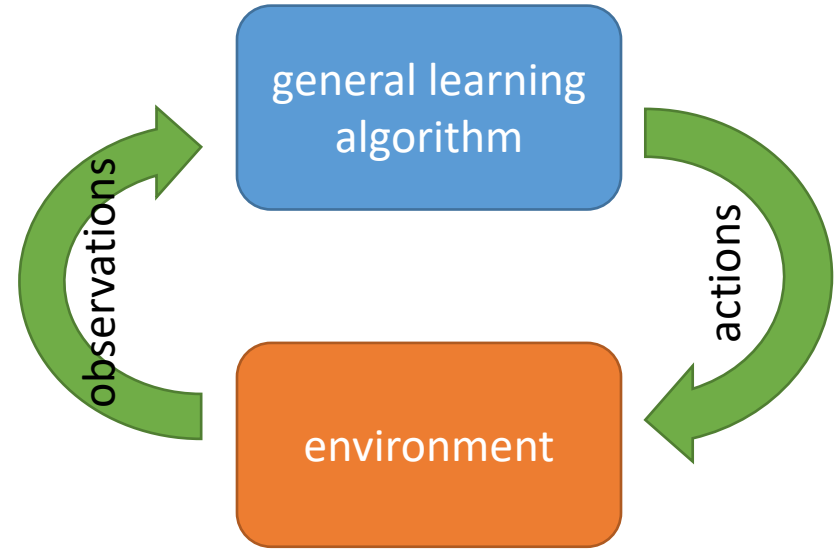 general learning
algorithm
observations
actions
environment